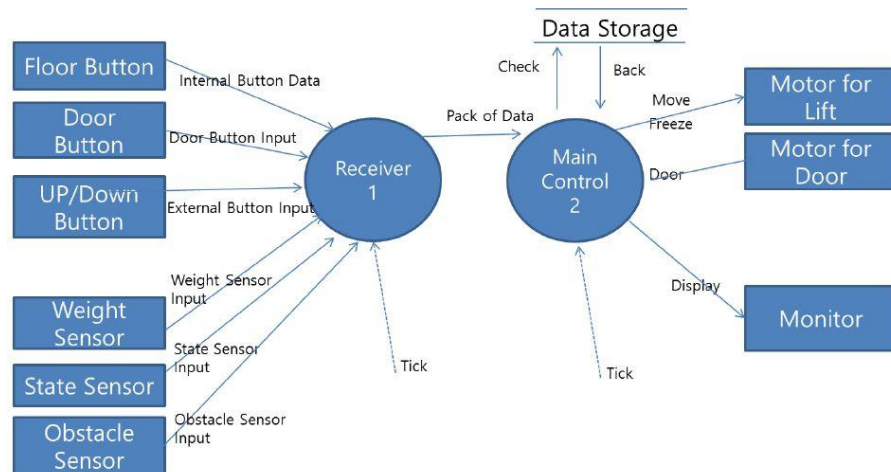 Data Storage
Floor Button
Internal Button Data
Check
Back
Door
Button
Door Button Input
UP/Down
Button
External Button Input
Receiver
1
Pack of Data
Main
Control
2
Move
Freeze
Motor for
Lift
Door
Motor for
Door
Weight Sensor
Input
Weight
Sensor
State Sensor
Input
State Sensor
Obstacle Sensor
Input
Obstacle
Sensor
Tick
Tick
Display
Monitor